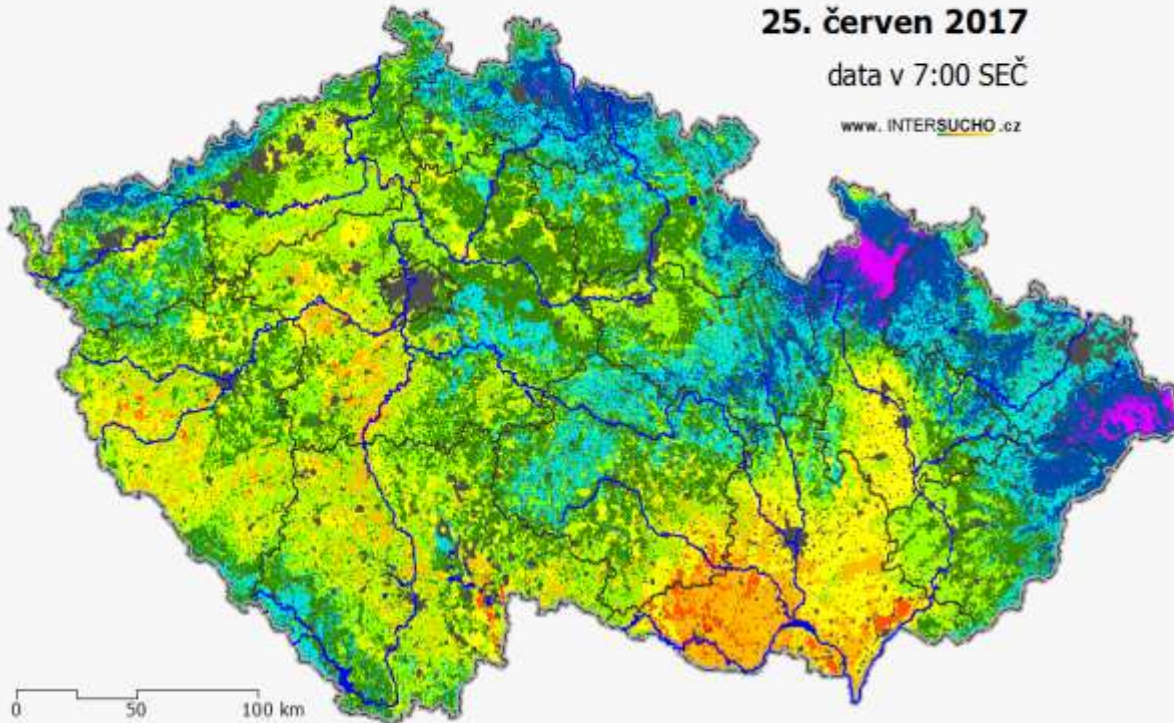 25. červen 2017
data v 7:00 SEČ
www. INTERSUCHO .cz
0 50 100 km